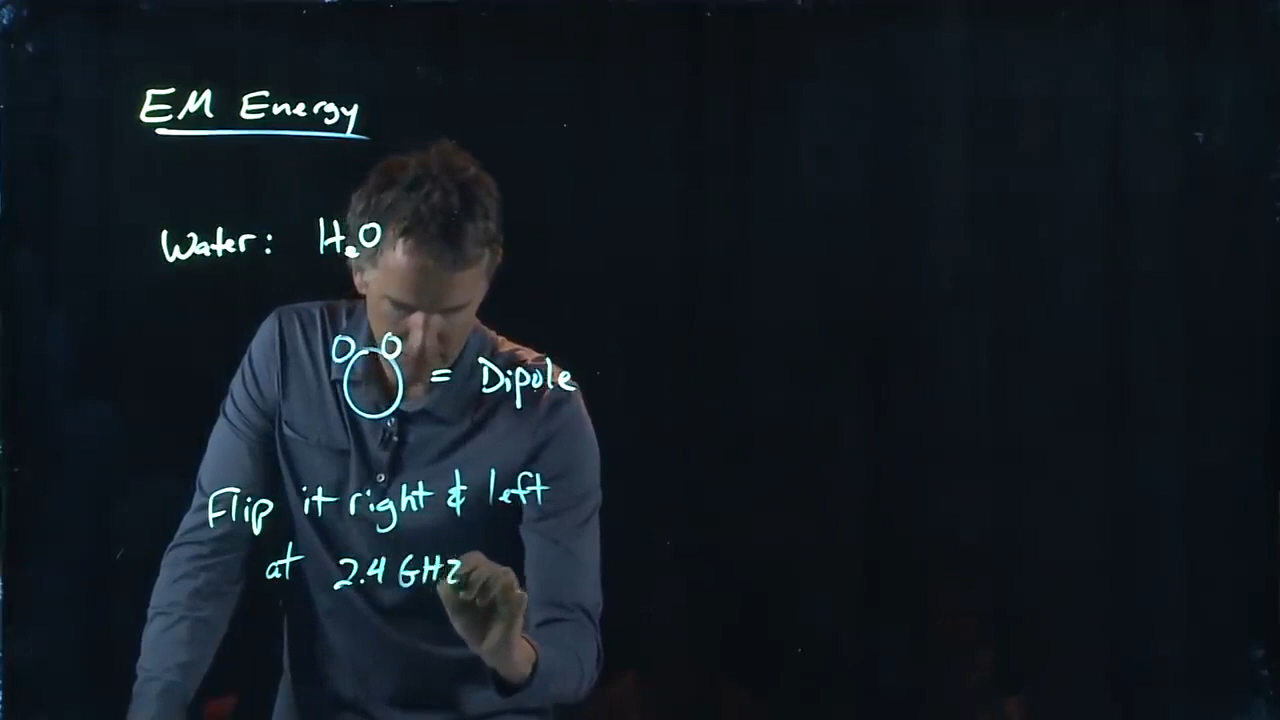 EM Energy
Water: H₂O
= Dipole
Flip it right & left
at 2.4 GHz